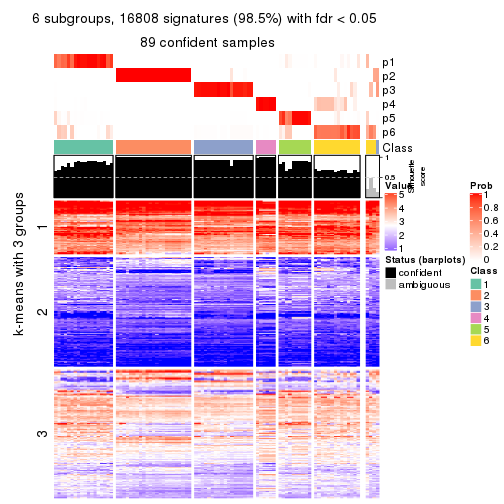 6 subgroups, 16808 signatures (98.5%) with fdr < 0.05
89 confident samples
p1
p2
p3
p4
p5
p6
Class
1
0.5
Silhouette
score
k-means with 3 groups
1
2
3
Value
5
4
3
2
1
Status (barplots)
confident
ambiguous
Prob
1
0.8
0.6
0.4
0.2
0
Class
1
2
3
4
5
6